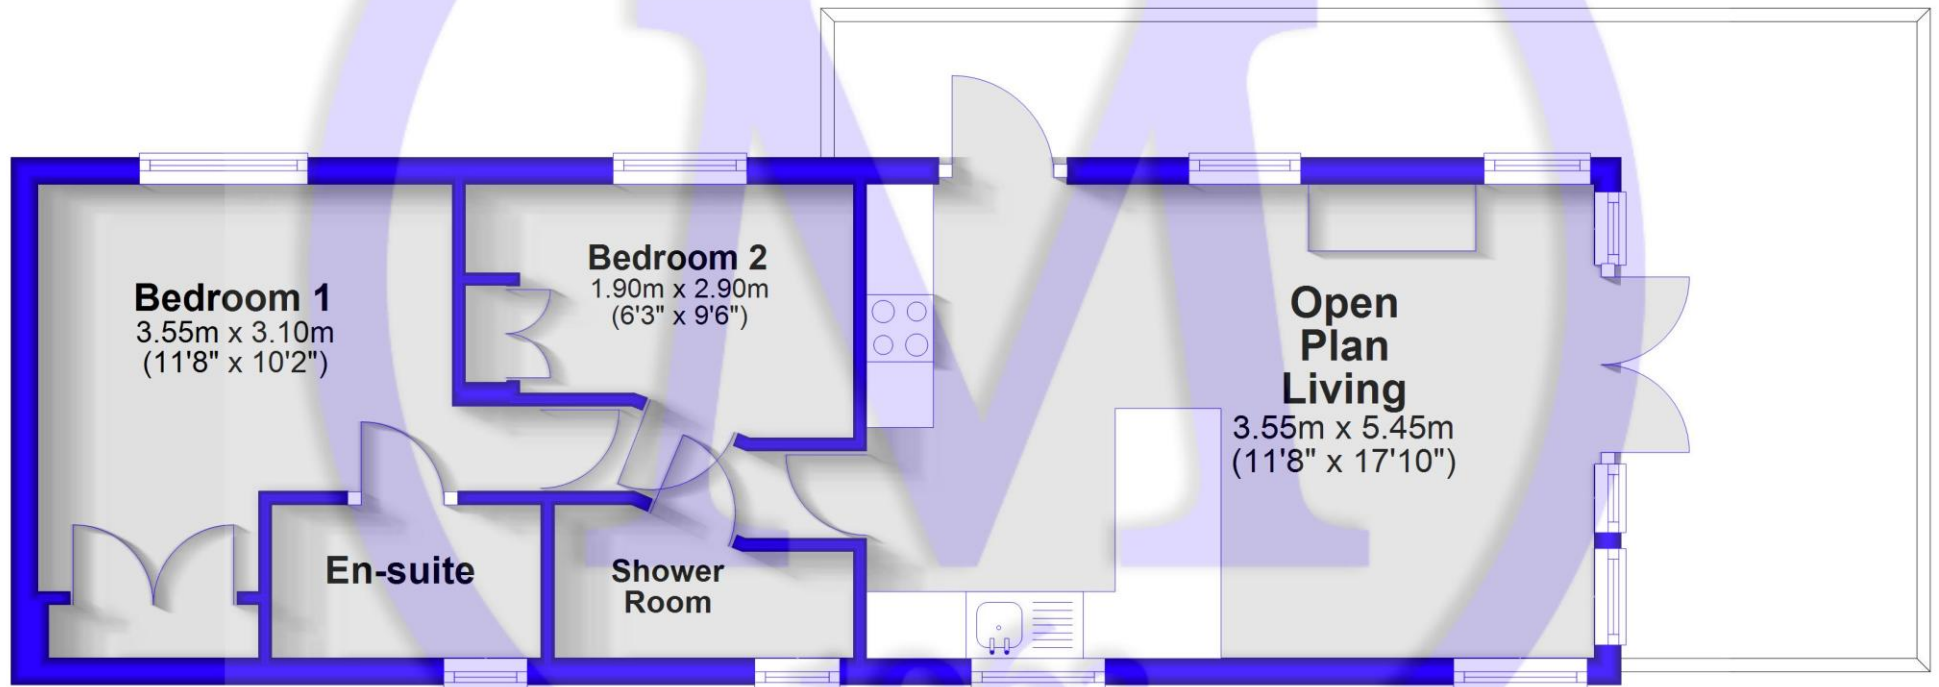 Bedroom 1
3.55m x 3.10m
(11'8" x 10'2")
Bedroom 2
1.90m x 2.90m
(6'3" x 9'6")
Open
Plan
Living
3.55m x 5.45m
(11'8" x 17'10")
En-suite
Shower
Room
M